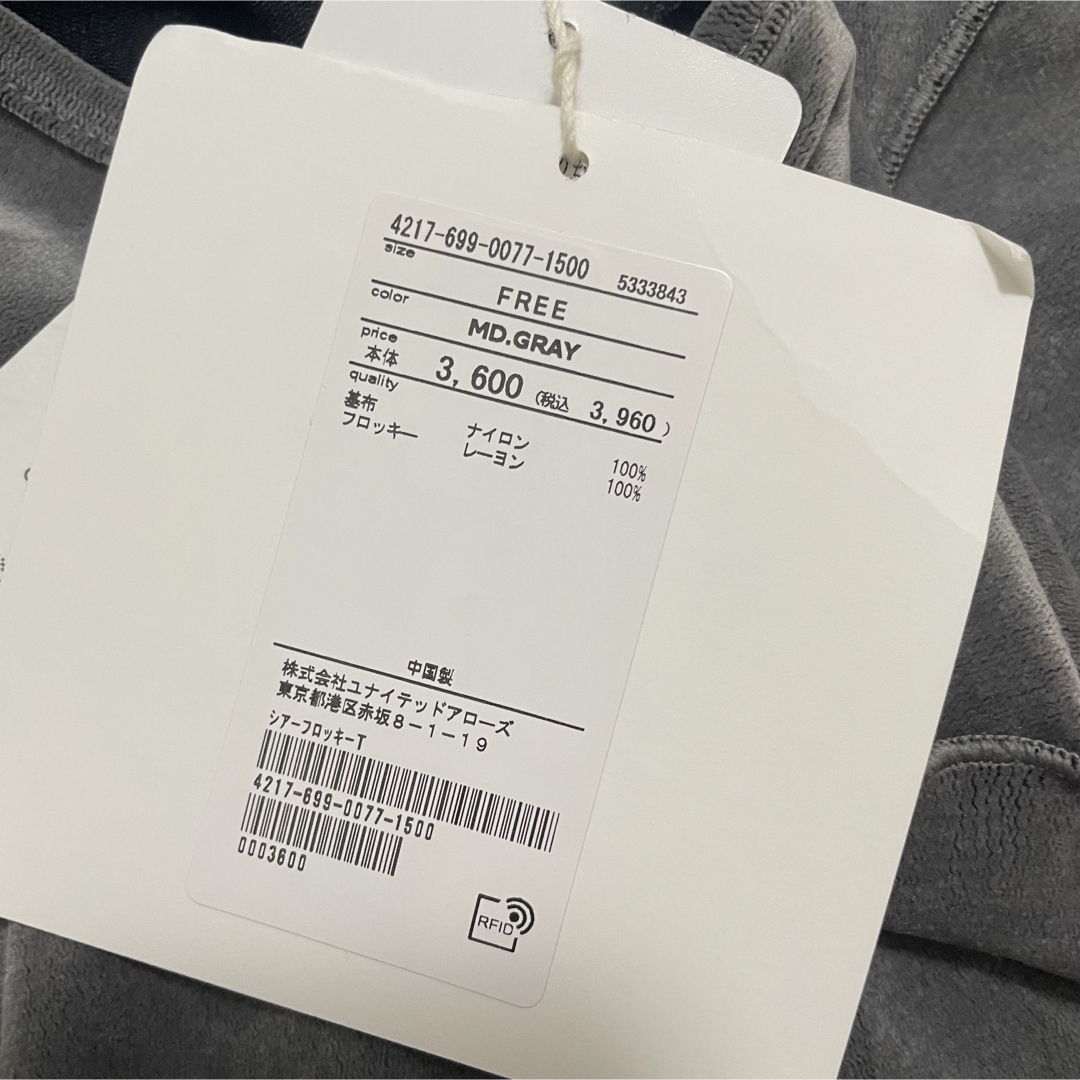 4217-699-0077-1500 5333843
size FREE
color MD.GRAY
price 本体 3,600 (税込 3,960)
quality
基布 ナイロン 100%
フロッキー レーヨン 100%
中国製
株式会社ユナイテッドアローズ
東京都港区赤坂8-1-19
シアーフロッキーT
4217-699-0077-1500
0003600
RFID